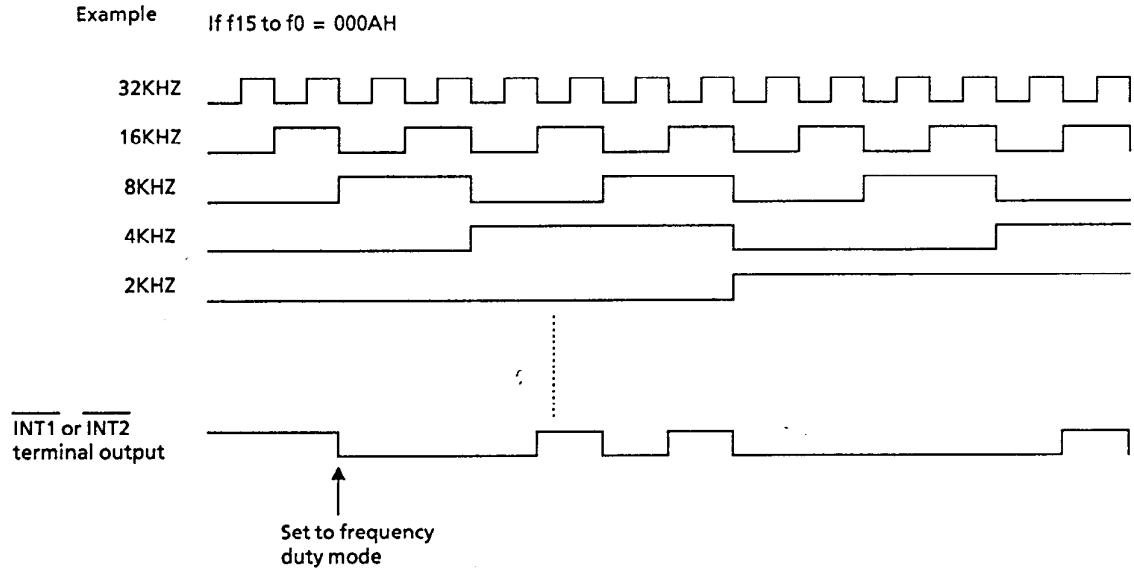 Example
If f15 to f0 = 000AH
32KHZ
16KHZ
8KHZ
4KHZ
2KHZ
INT1 or INT2
terminal output
Set to frequency
duty mode